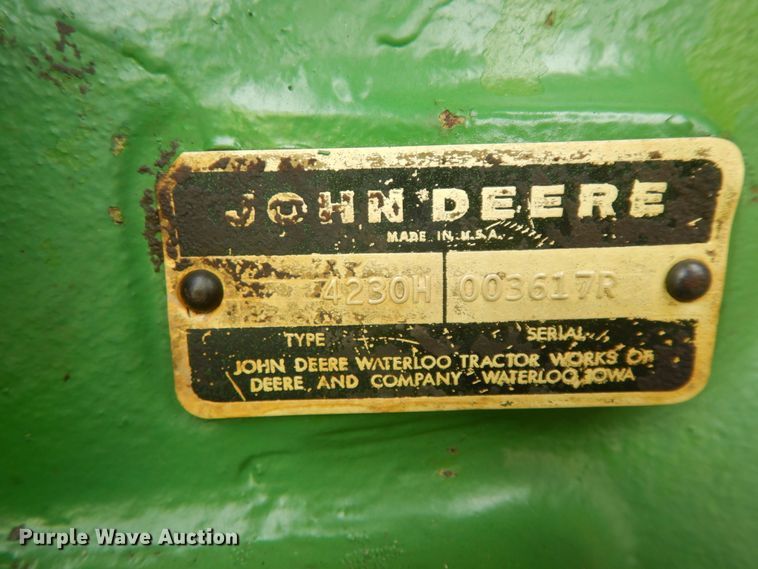 JOHN DEERE
MADE IN U.S.A.
4230H 003617R
TYPE SERIAL
JOHN DEERE WATERLOO TRACTOR WORKS OF
DEERE AND COMPANY WATERLOO, IOWA
Purple Wave Auction